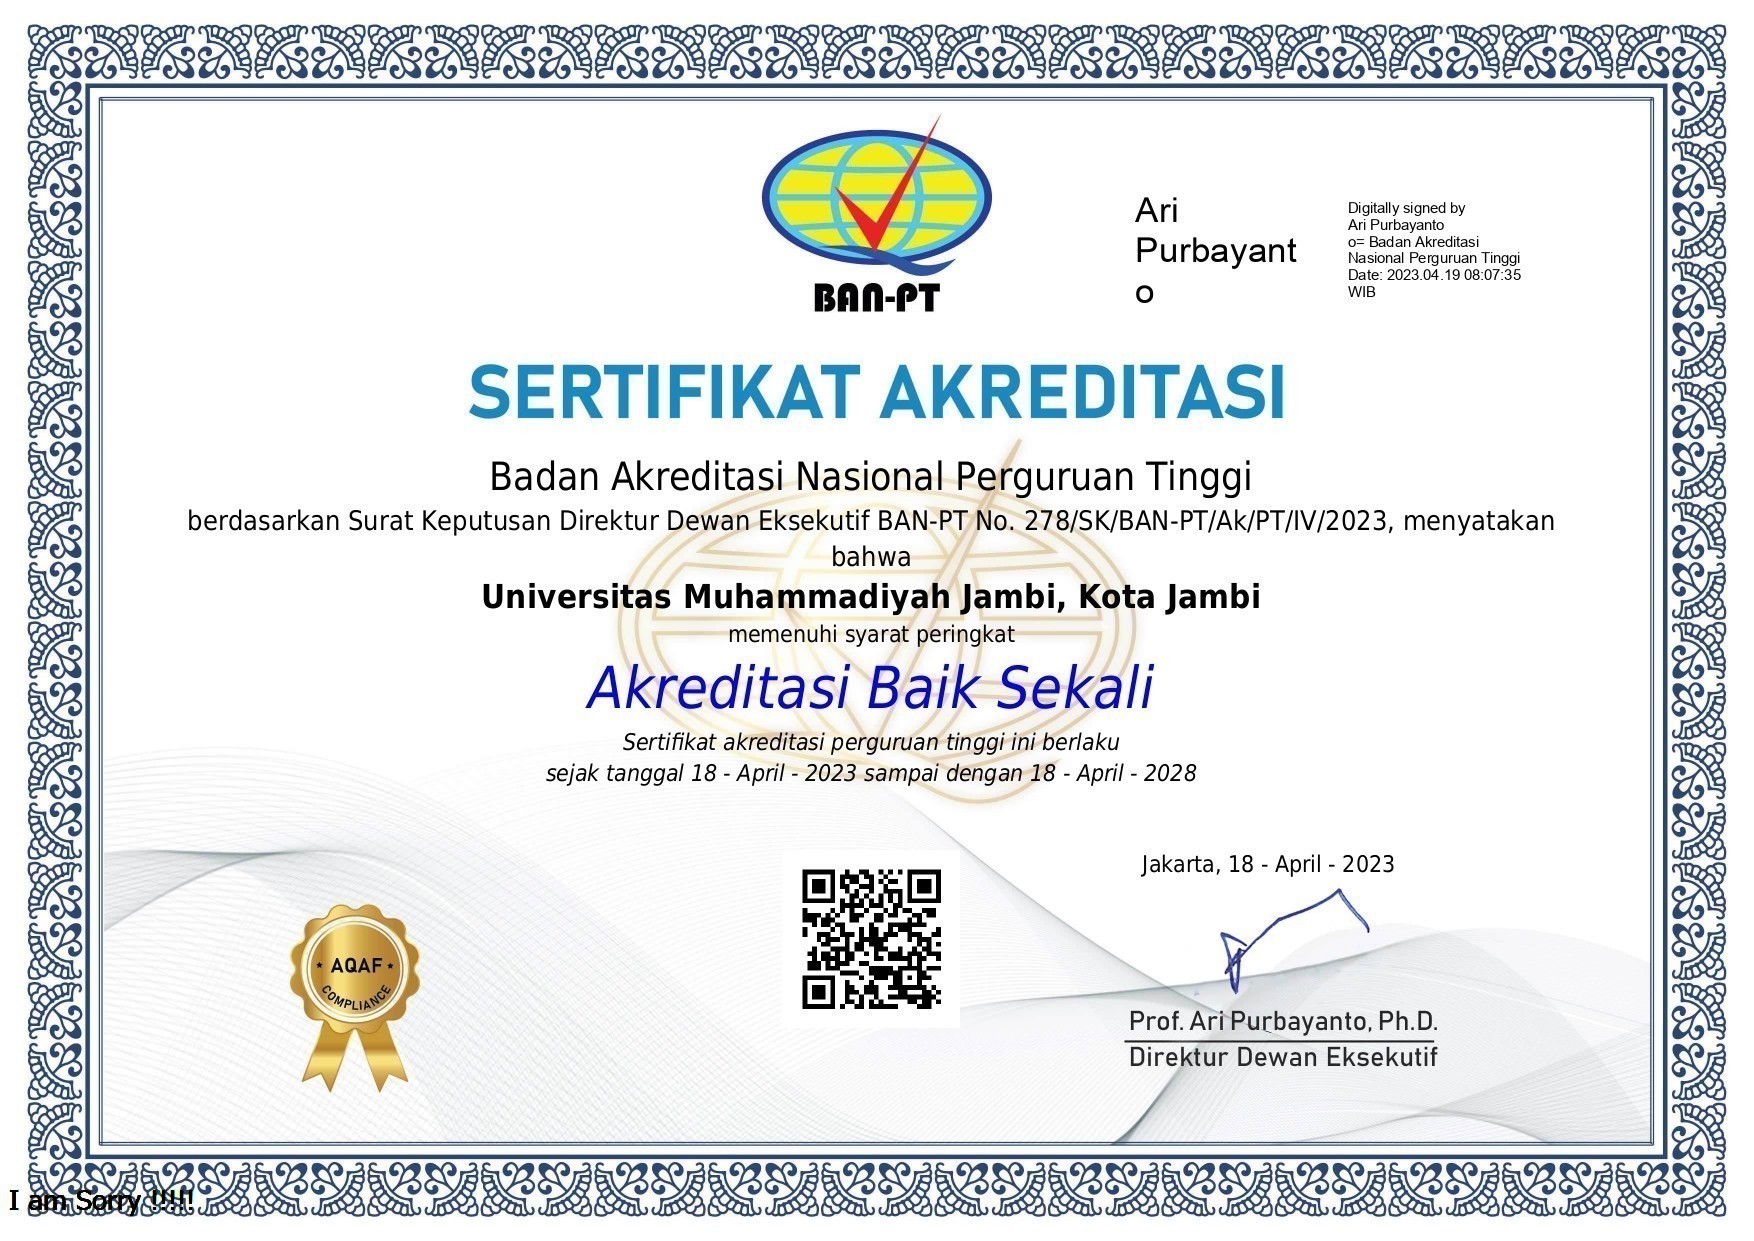 BAN-PT
Ari
Purbayant
o
Digitally signed by
Ari Purbayanto
o= Badan Akreditasi
Nasional Perguruan Tinggi
Date: 2023.04.19 08:07:35
WIB
SERTIFIKAT AKREDITASI
Badan Akreditasi Nasional Perguruan Tinggi
berdasarkan Surat Keputusan Direktur Dewan Eksekutif BAN-PT No. 278/SK/BAN-PT/Ak/PT/IV/2023, menyatakan
bahwa
Universitas Muhammadiyah Jambi, Kota Jambi
memenuhi syarat peringkat
Akreditasi Baik Sekali
Sertifikat akreditasi perguruan tinggi ini berlaku
sejak tanggal 18 - April - 2023 sampai dengan 18 - April - 2028
Jakarta, 18 - April - 2023
AQAF
COMPLIANCE
Prof. Ari Purbayanto, Ph.D.
Direktur Dewan Eksekutif
I am Sorry !!!!!